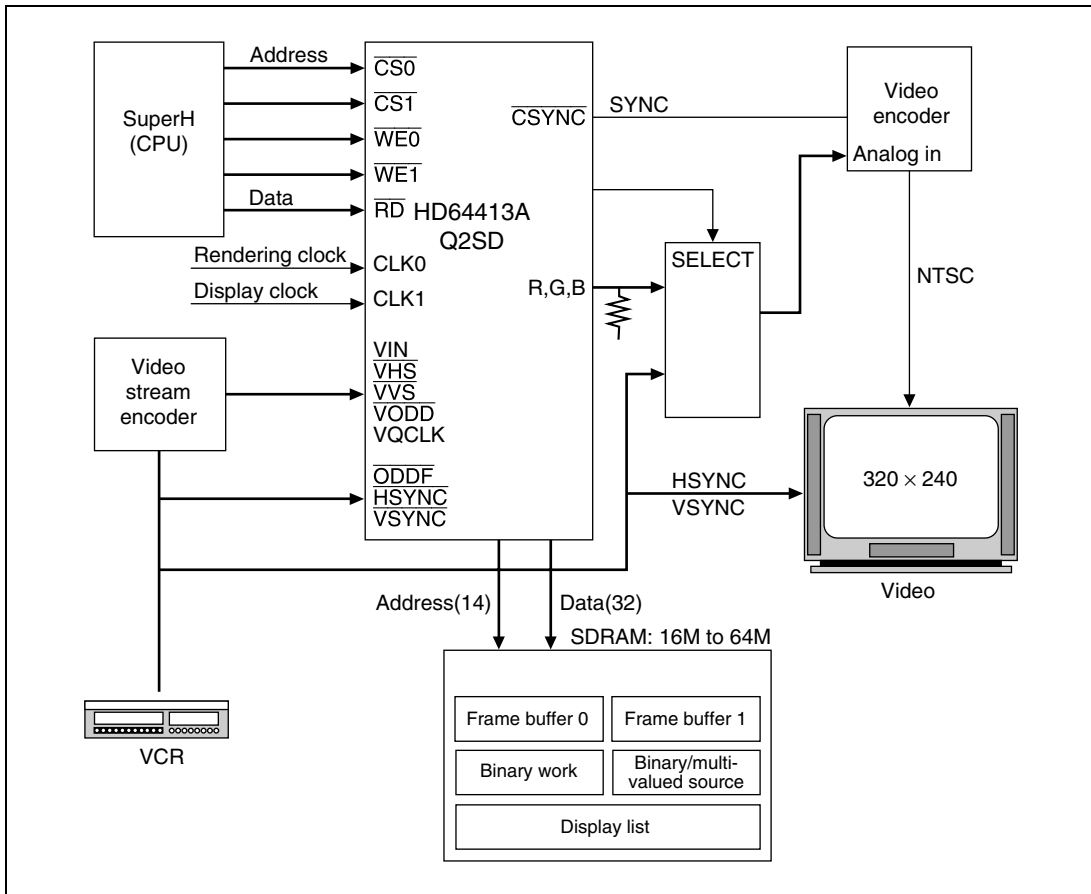 SuperH
(CPU)
Address
Data
Rendering clock
Display clock
CS0
CS1
WE0
WE1
RD
CLK0
CLK1
VIN
VHS
VVS
VODD
VQCLK
ODDF
HSYNC
VSYNC
HD64413A
Q2SD
CSYNC
R,G,B
SYNC
Video
encoder
Analog in
SELECT
NTSC
Video
stream
encoder
HSYNC
VSYNC
320 × 240
Video
VCR
Address(14)
Data(32)
SDRAM: 16M to 64M
Frame buffer 0
Frame buffer 1
Binary work
Binary/multi-
valued source
Display list